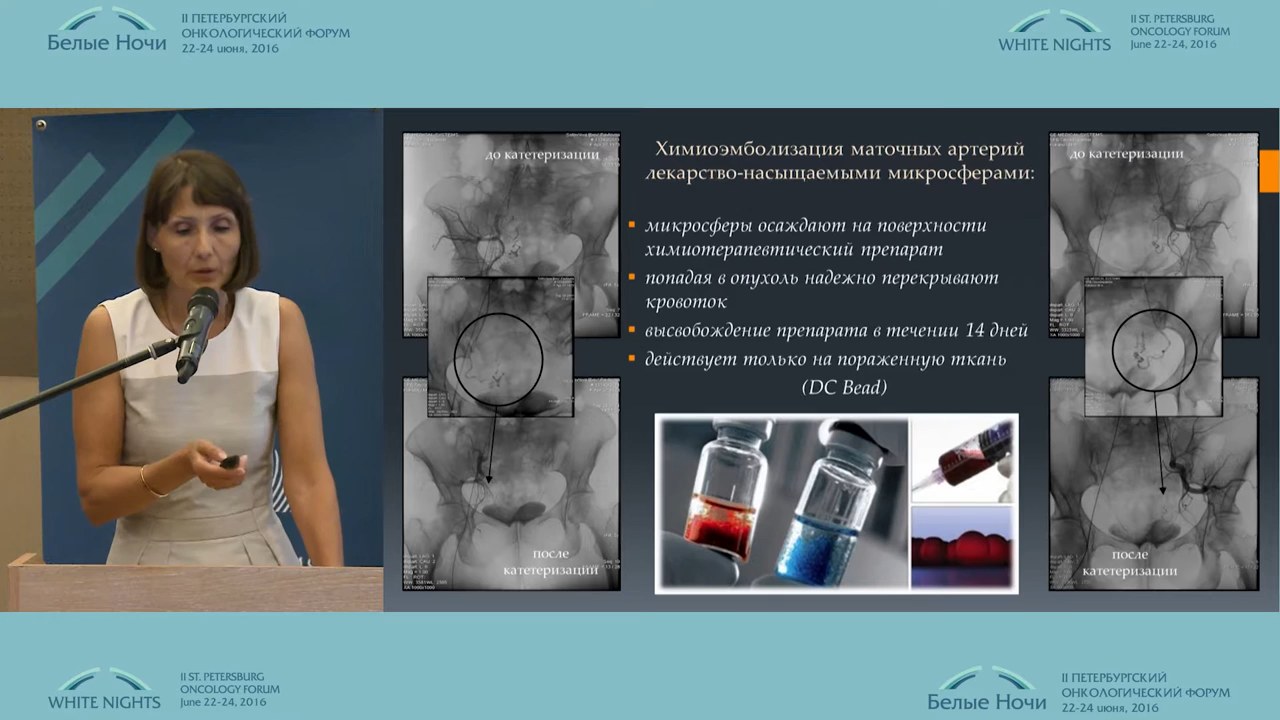 Белые Ночи
II ПЕТЕРБУРГСКИЙ
ОНКОЛОГИЧЕСКИЙ ФОРУМ
22-24 июня, 2016
WHITE NIGHTS
II ST. PETERSBURG
ONCOLOGY FORUM
June 22-24, 2016
до катетеризации
Химиоэмболизация маточных артерий
лекарство-насыщаемыми микросферами:
до катетеризации
микросферы осаждают на поверхности
химиотерапевтический препарат
попадая в опухоль надежно перекрывают
кровоток
высвобождение препарата в течении 14 дней
действует только на пораженную ткань
(DC Bead)
после
катетеризации
после
катетеризации
WHITE NIGHTS
II ST. PETERSBURG
ONCOLOGY FORUM
June 22-24, 2016
Белые Ночи
II ПЕТЕРБУРГСКИЙ
ОНКОЛОГИЧЕСКИЙ ФОРУМ
22-24 июня, 2016